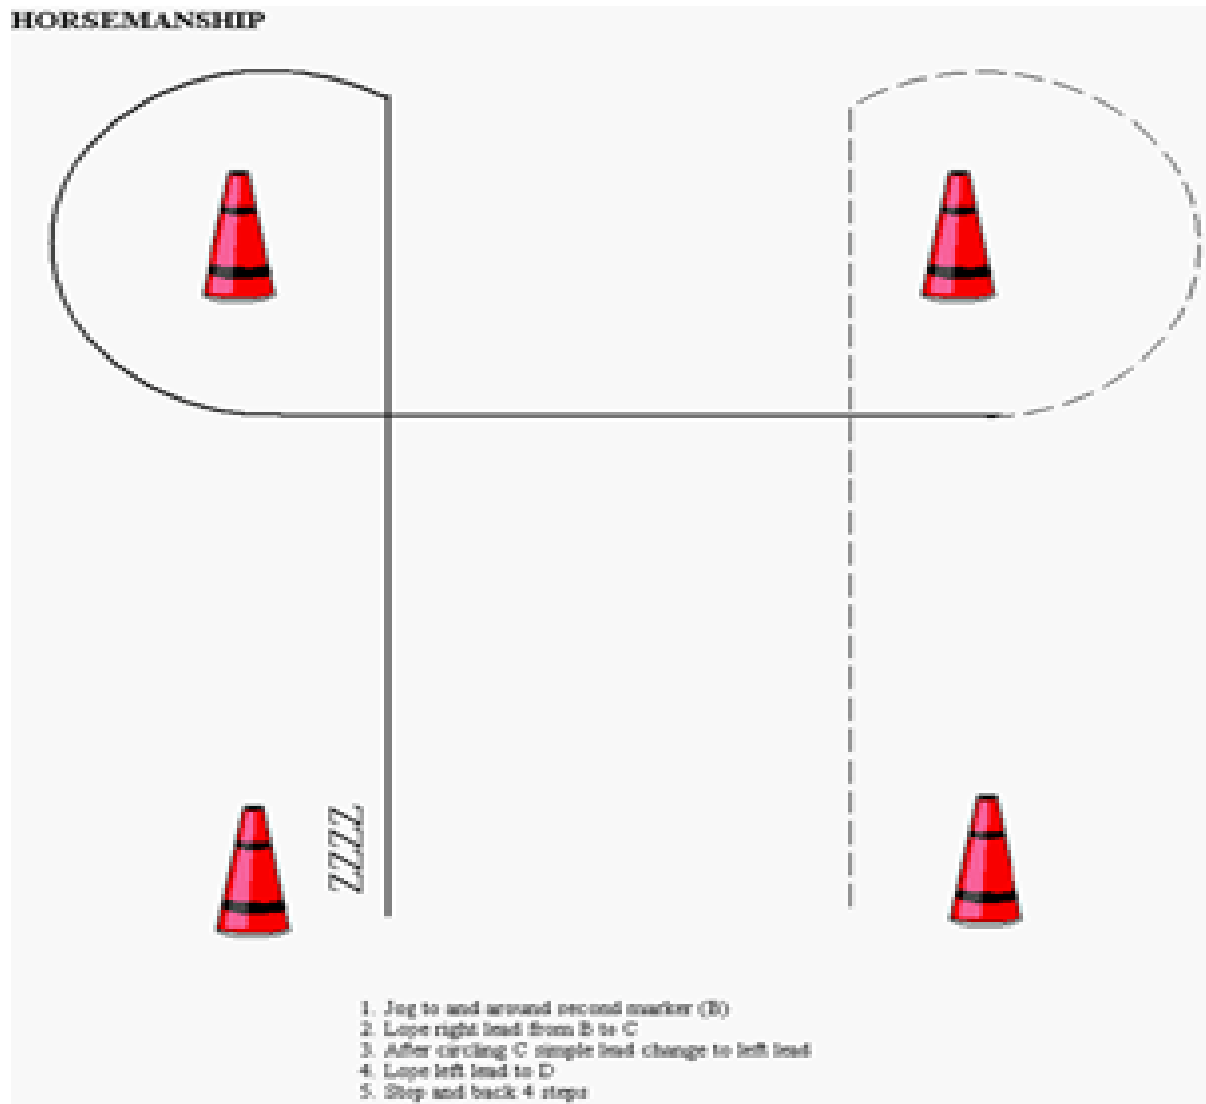 HORSEMANSHIP
ZZZZ
1. Jog to and around second marker (B)
2. Lope right lead from B to C
3. After circling C simple lead change to left lead
4. Lope left lead to D
5. Stop and back 4 steps